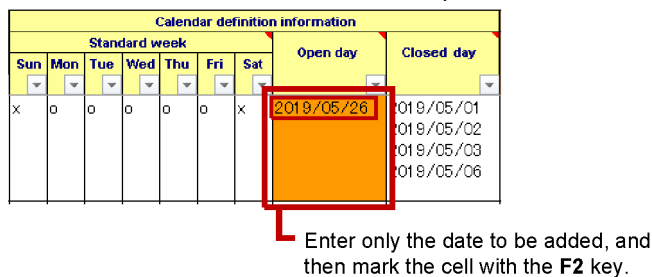 Calendar definition information
Standard week
Open day
Closed day
Sun Mon Tue Wed Thu Fri Sat
x o o o o o x 2019/05/26 2019/05/01
2019/05/02
2019/05/03
2019/05/06
Enter only the date to be added, and
then mark the cell with the F2 key.